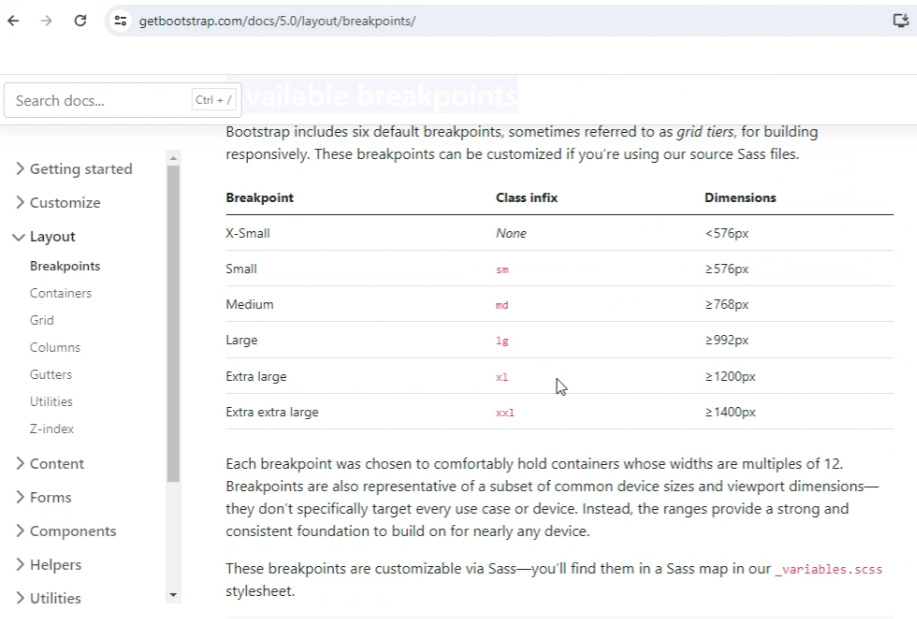 getbootstrap.com/docs/5.0/layout/breakpoints/
Search docs... Ctrl + /
vailable breakpoints
Bootstrap includes six default breakpoints, sometimes referred to as grid tiers, for building
responsively. These breakpoints can be customized if you're using our source Sass files.
Getting started
Customize
Layout
Breakpoints
Containers
Grid
Columns
Gutters
Utilities
Z-index
Content
Forms
Components
Helpers
Utilities
Breakpoint Class infix Dimensions
X-Small None <576px
Small sm ≥576px
Medium md ≥768px
Large lg ≥992px
Extra large xl ≥1200px
Extra extra large xxl ≥1400px
Each breakpoint was chosen to comfortably hold containers whose widths are multiples of 12.
Breakpoints are also representative of a subset of common device sizes and viewport dimensions—
they don't specifically target every use case or device. Instead, the ranges provide a strong and
consistent foundation to build on for nearly any device.
These breakpoints are customizable via Sass—you'll find them in a Sass map in our _variables.scss
stylesheet.